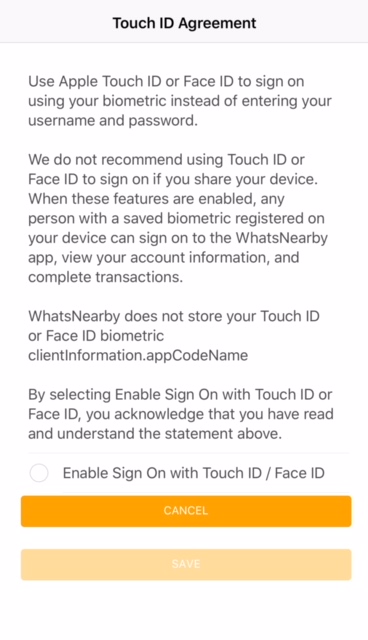 Touch ID Agreement
Use Apple Touch ID or Face ID to sign on
using your biometric instead of entering your
username and password.
We do not recommend using Touch ID or
Face ID to sign on if you share your device.
When these features are enabled, any
person with a saved biometric registered on
your device can sign on to the WhatsNearby
app, view your account information, and
complete transactions.
WhatsNearby does not store your Touch ID
or Face ID biometric
clientInformation.appCodeName
By selecting Enable Sign On with Touch ID or
Face ID, you acknowledge that you have read
and understand the statement above.
Enable Sign On with Touch ID / Face ID
CANCEL
SAVE